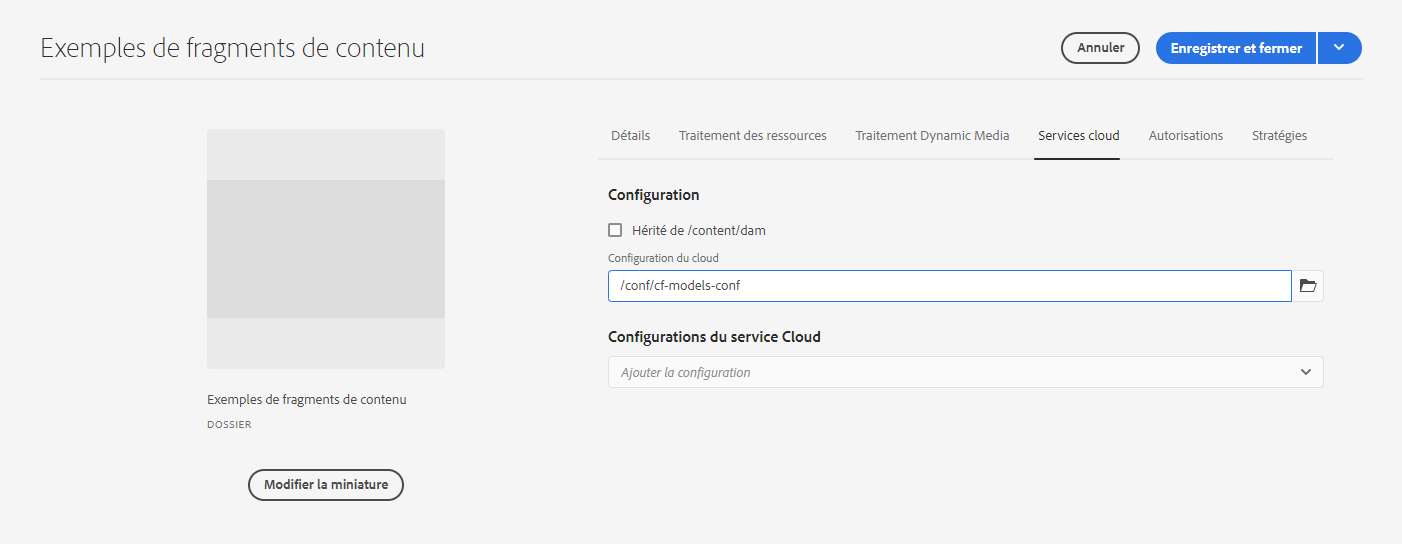 Exemples de fragments de contenu
Annuler
Enregistrer et fermer
Détails
Traitement des ressources
Traitement Dynamic Media
Services cloud
Autorisations
Stratégies
Configuration
Hérité de /content/dam
Configuration du cloud
/conf/cf-models-conf
Configurations du service Cloud
Ajouter la configuration
Exemples de fragments de contenu
DOSSIER
Modifier la miniature